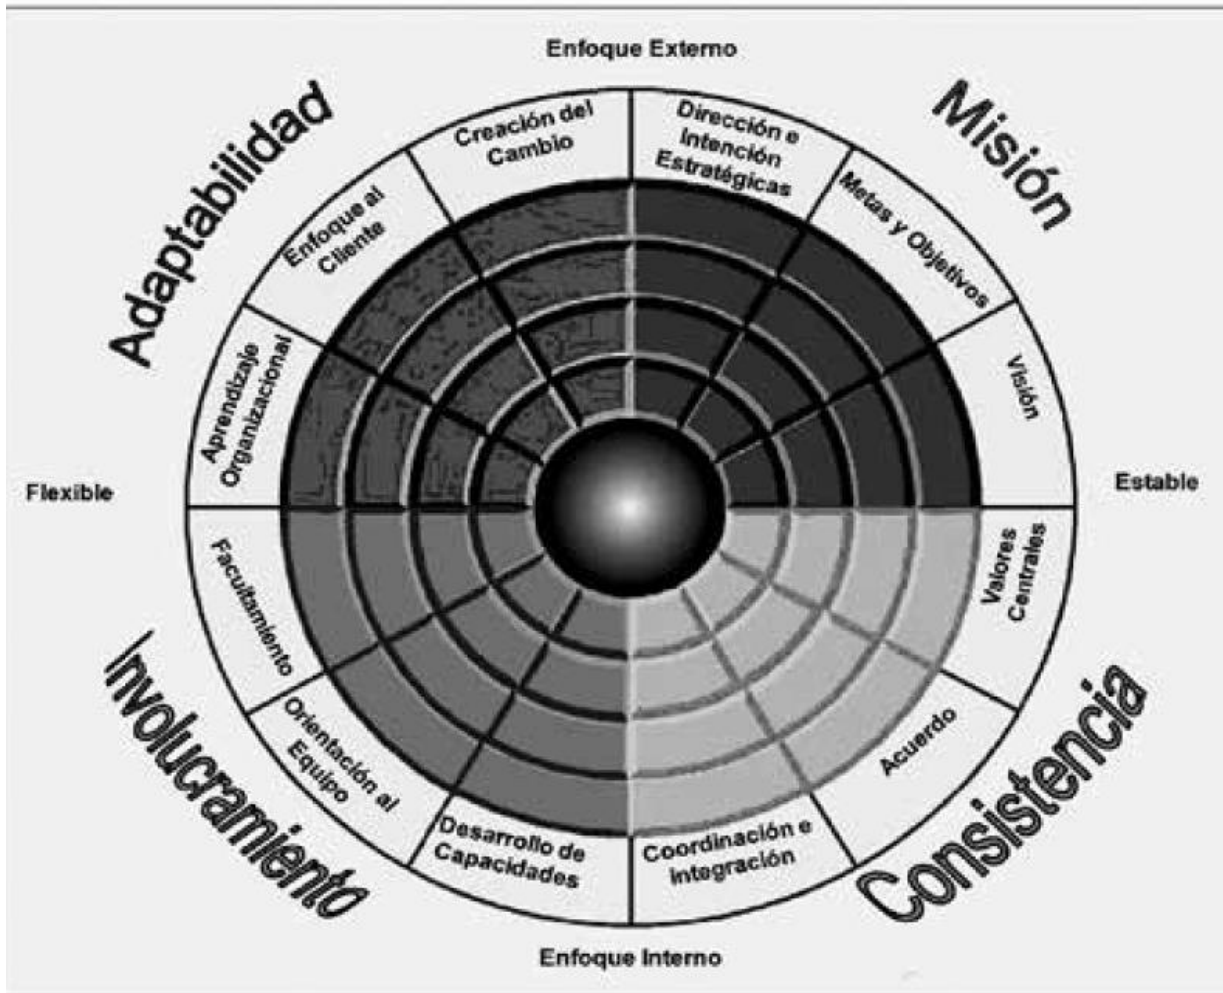 Enfoque Externo
Adaptabilidad
Misión
Creación del
Cambio
Dirección e
Intención
Estratégicas
Enfoque al
Cliente
Metas y Objetivos
Aprendizaje
Organizacional
Visión
Flexible
Estable
Facultamiento
Valores
Centrales
Orientación al
Equipo
Acuerdo
Desarrollo de
Capacidades
Coordinación e
integración
Involucramiento
Consistencia
Enfoque Interno